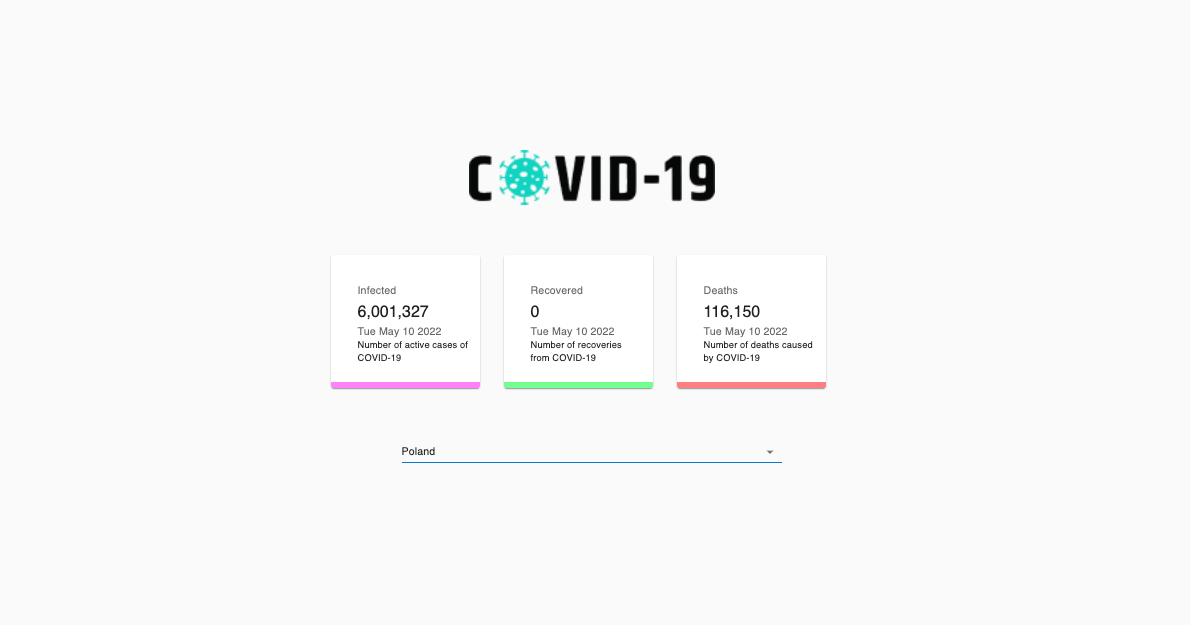 COVID-19
Infected
6,001,327
Tue May 10 2022
Number of active cases of
COVID-19
Recovered
0
Tue May 10 2022
Number of recoveries
from COVID-19
Deaths
116,150
Tue May 10 2022
Number of deaths caused
by COVID-19
Poland